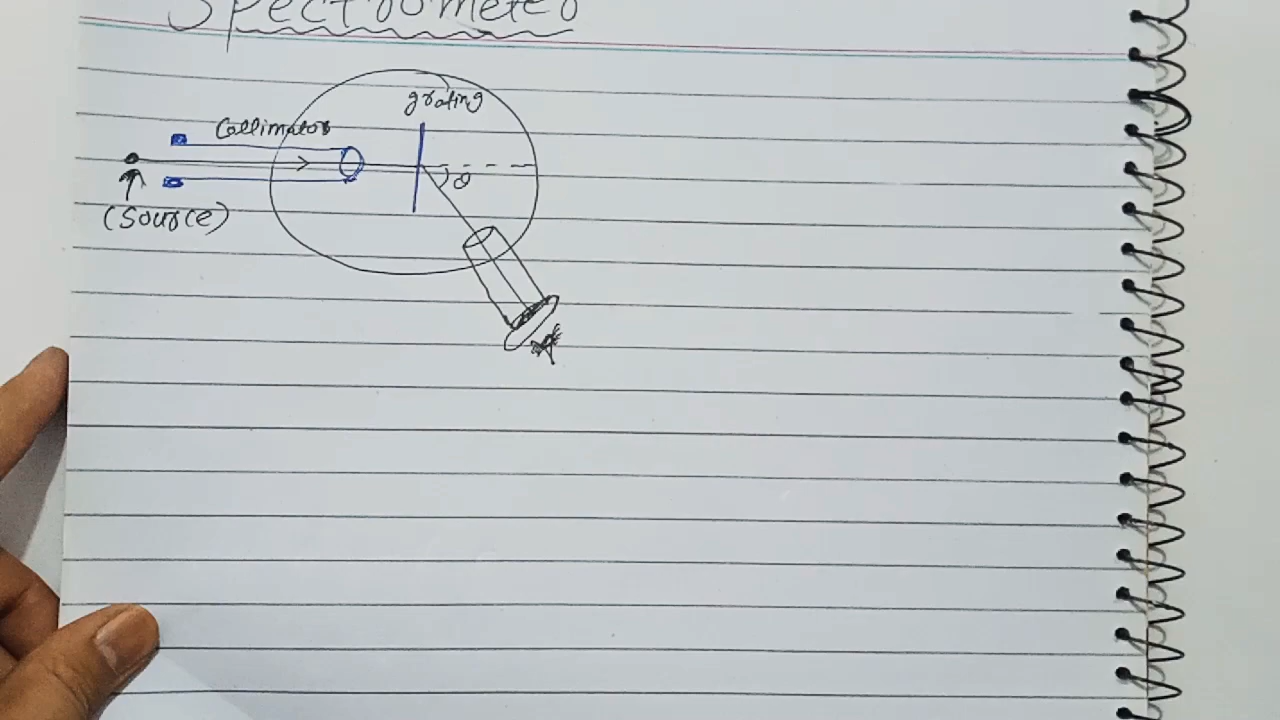 Spectrometer
grating
Collimator
θ
(Source)